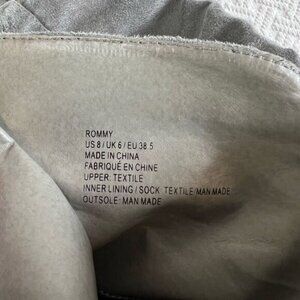 ROMMY
US 8 / UK 6 / EU 38.5
MADE IN CHINA
FABRIQUÉ EN CHINE
UPPER: TEXTILE
INNER LINING / SOCK: TEXTILE/MAN MADE
OUTSOLE: MAN MADE